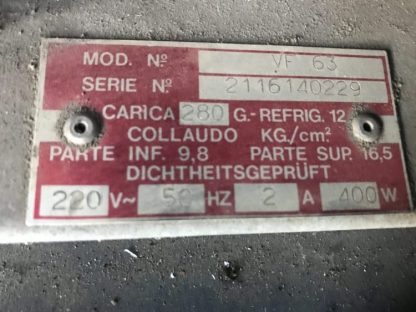 MOD. Nº VF 63
SERIE Nº 2116140229
CARICA 280 G.-REFRIG. 12
COLLAUDO KG./cm²
PARTE INF. 9,8 PARTE SUP. 16,5
DICHTHEITSGEPRÜFT
220 V~ 50 HZ 2 A 400 W